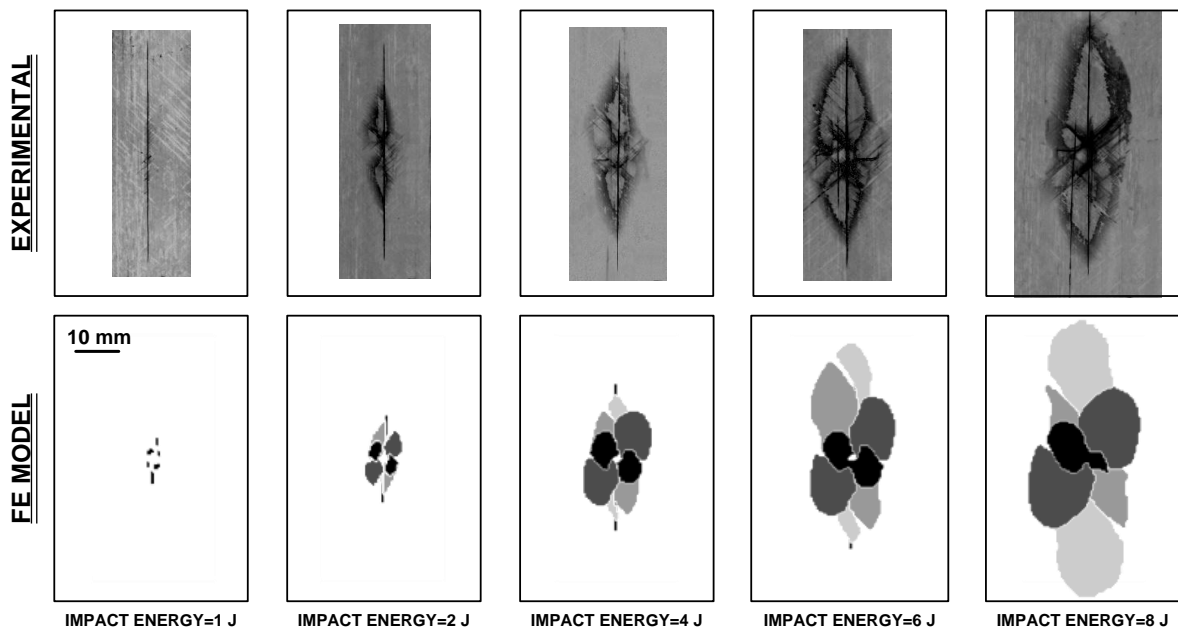 EXPERIMENTAL
10 mm
FE MODEL
IMPACT ENERGY=1 J
IMPACT ENERGY=2 J
IMPACT ENERGY=4 J
IMPACT ENERGY=6 J
IMPACT ENERGY=8 J